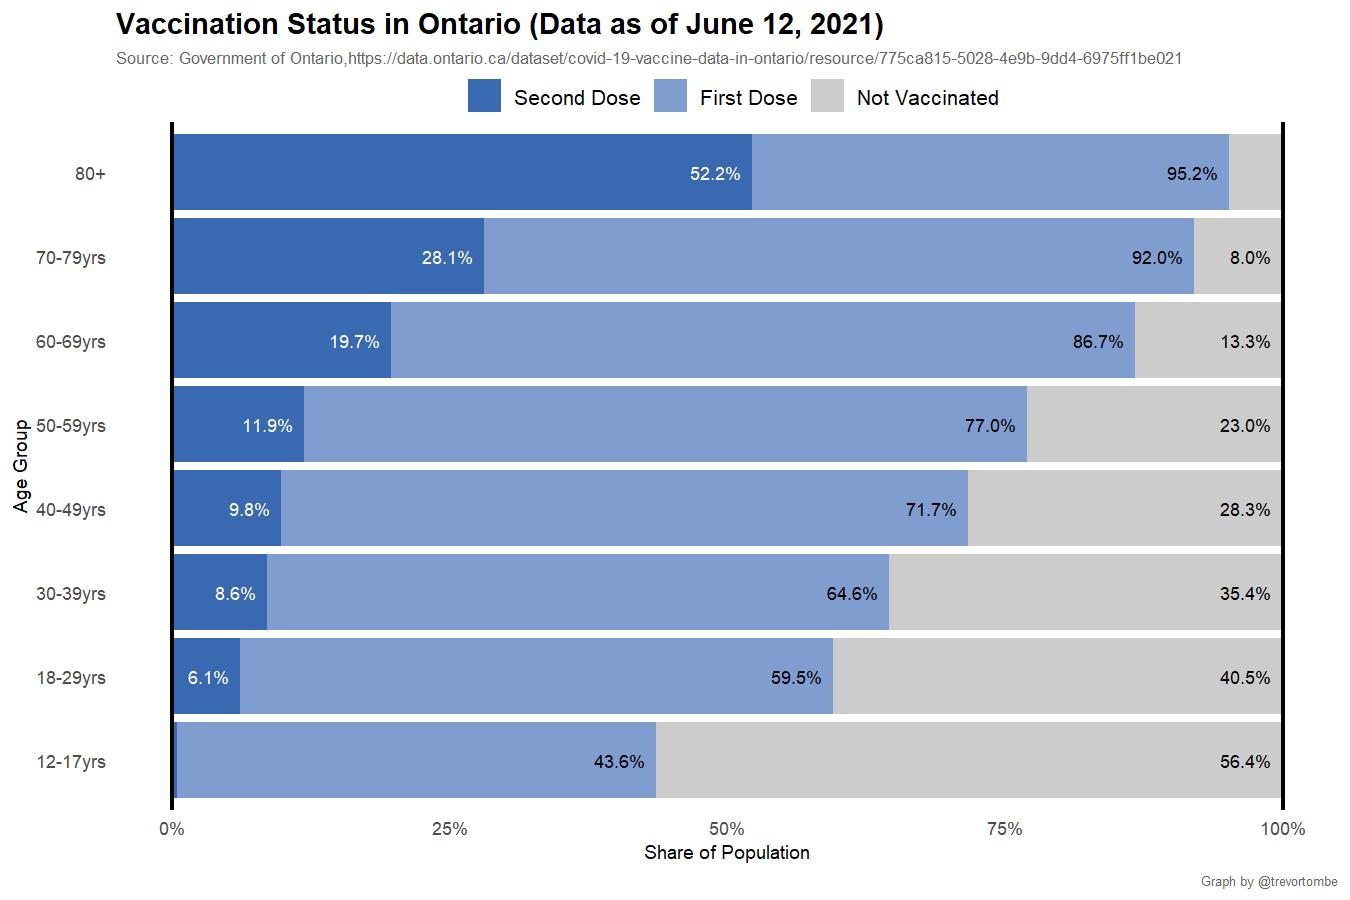 Vaccination Status in Ontario (Data as of June 12, 2021)
Source: Government of Ontario,https://data.ontario.ca/dataset/covid-19-vaccine-data-in-ontario/resource/775ca815-5028-4e9b-9dd4-6975ff1be021
Second Dose First Dose Not Vaccinated
80+ 52.2% 95.2%
70-79yrs 28.1% 92.0% 8.0%
60-69yrs 19.7% 86.7% 13.3%
50-59yrs 11.9% 77.0% 23.0%
Age Group
40-49yrs 9.8% 71.7% 28.3%
30-39yrs 8.6% 64.6% 35.4%
18-29yrs 6.1% 59.5% 40.5%
12-17yrs 43.6% 56.4%
0% 25% 50% 75% 100%
Share of Population
Graph by @trevortombe